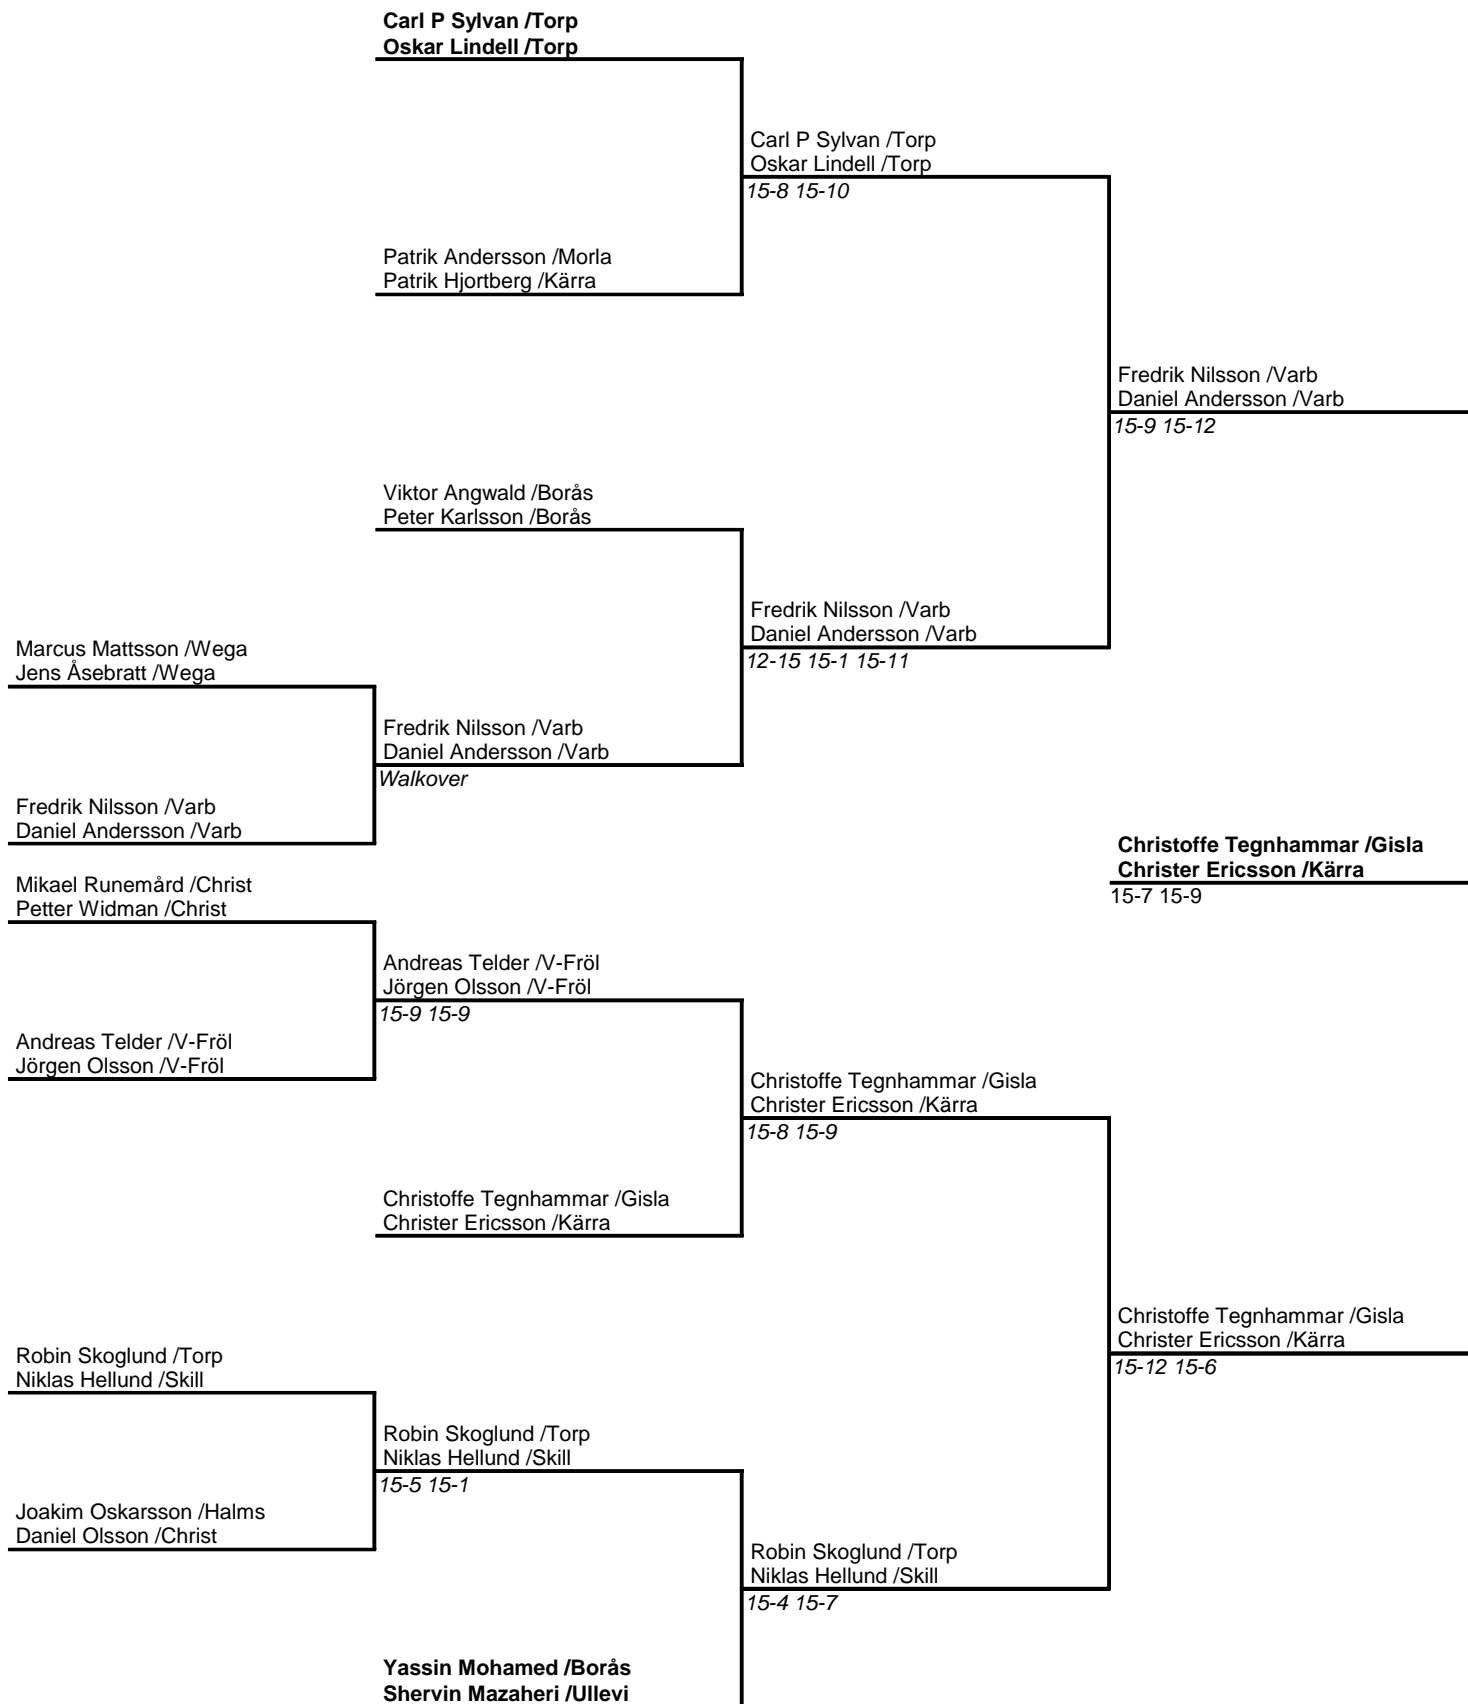 Carl P Sylvan /Torp
Oskar Lindell /Torp
Carl P Sylvan /Torp
Oskar Lindell /Torp
15-8 15-10
Patrik Andersson /Morla
Patrik Hjortberg /Kärra
Fredrik Nilsson /Varb
Daniel Andersson /Varb
15-9 15-12
Viktor Angwald /Borås
Peter Karlsson /Borås
Fredrik Nilsson /Varb
Daniel Andersson /Varb
12-15 15-1 15-11
Marcus Mattsson /Wega
Jens Åsebratt /Wega
Fredrik Nilsson /Varb
Daniel Andersson /Varb
Walkover
Fredrik Nilsson /Varb
Daniel Andersson /Varb
Christoffe Tegnhammar /Gisla
Christer Ericsson /Kärra
15-7 15-9
Mikael Runemård /Christ
Petter Widman /Christ
Andreas Telder /V-Fröl
Jörgen Olsson /V-Fröl
15-9 15-9
Andreas Telder /V-Fröl
Jörgen Olsson /V-Fröl
Christoffe Tegnhammar /Gisla
Christer Ericsson /Kärra
15-8 15-9
Christoffe Tegnhammar /Gisla
Christer Ericsson /Kärra
Christoffe Tegnhammar /Gisla
Christer Ericsson /Kärra
15-12 15-6
Robin Skoglund /Torp
Niklas Hellund /Skill
Robin Skoglund /Torp
Niklas Hellund /Skill
15-5 15-1
Joakim Oskarsson /Halms
Daniel Olsson /Christ
Robin Skoglund /Torp
Niklas Hellund /Skill
15-4 15-7
Yassin Mohamed /Borås
Shervin Mazaheri /Ullevi